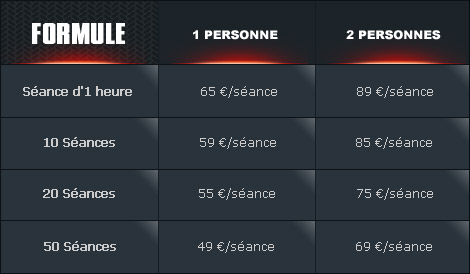 FORMULE 1 PERSONNE 2 PERSONNES
Séance d'1 heure 65 €/séance 89 €/séance
10 Séances 59 €/séance 85 €/séance
20 Séances 55 €/séance 75 €/séance
50 Séances 49 €/séance 69 €/séance